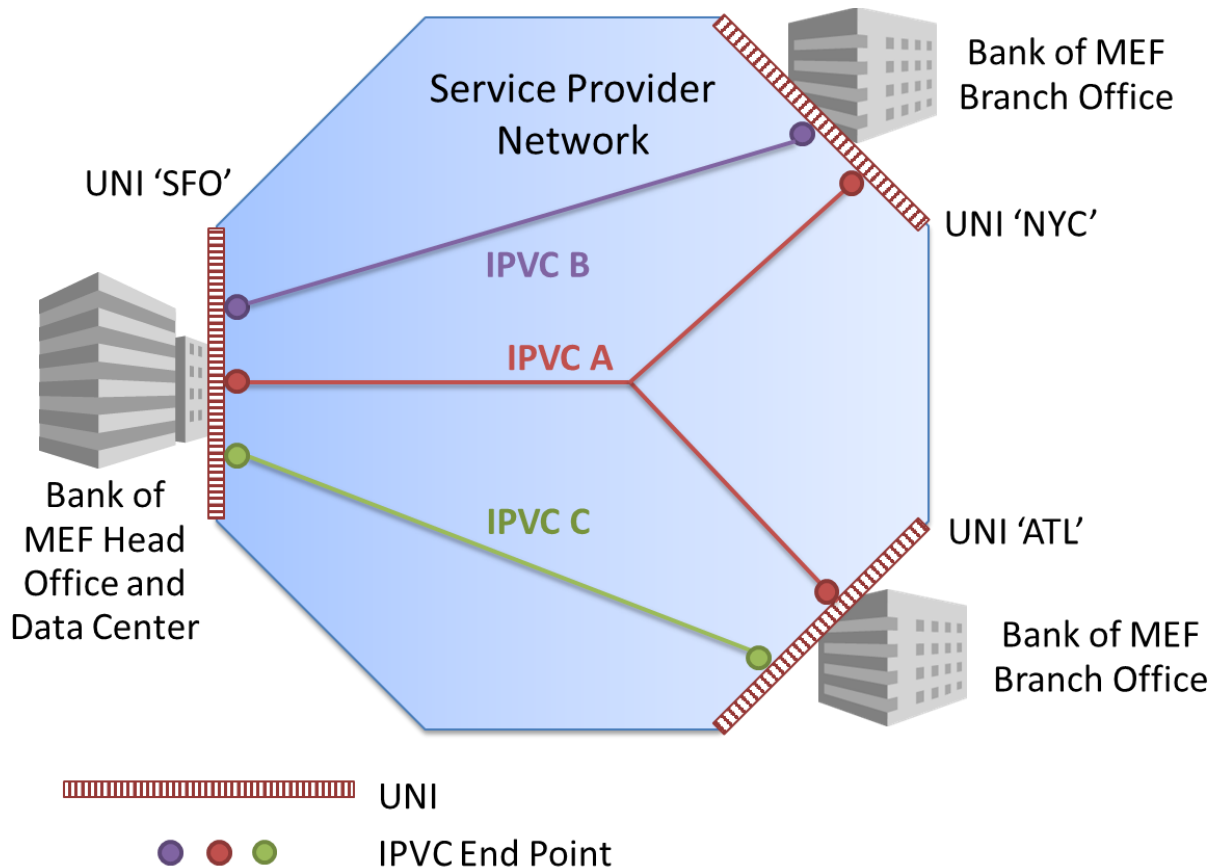 Service Provider
Network
Bank of MEF
Branch Office
UNI ‘SFO’
UNI ‘NYC’
IPVC B
IPVC A
IPVC C
Bank of
MEF Head
Office and
Data Center
UNI ‘ATL’
Bank of MEF
Branch Office
UNI
IPVC End Point